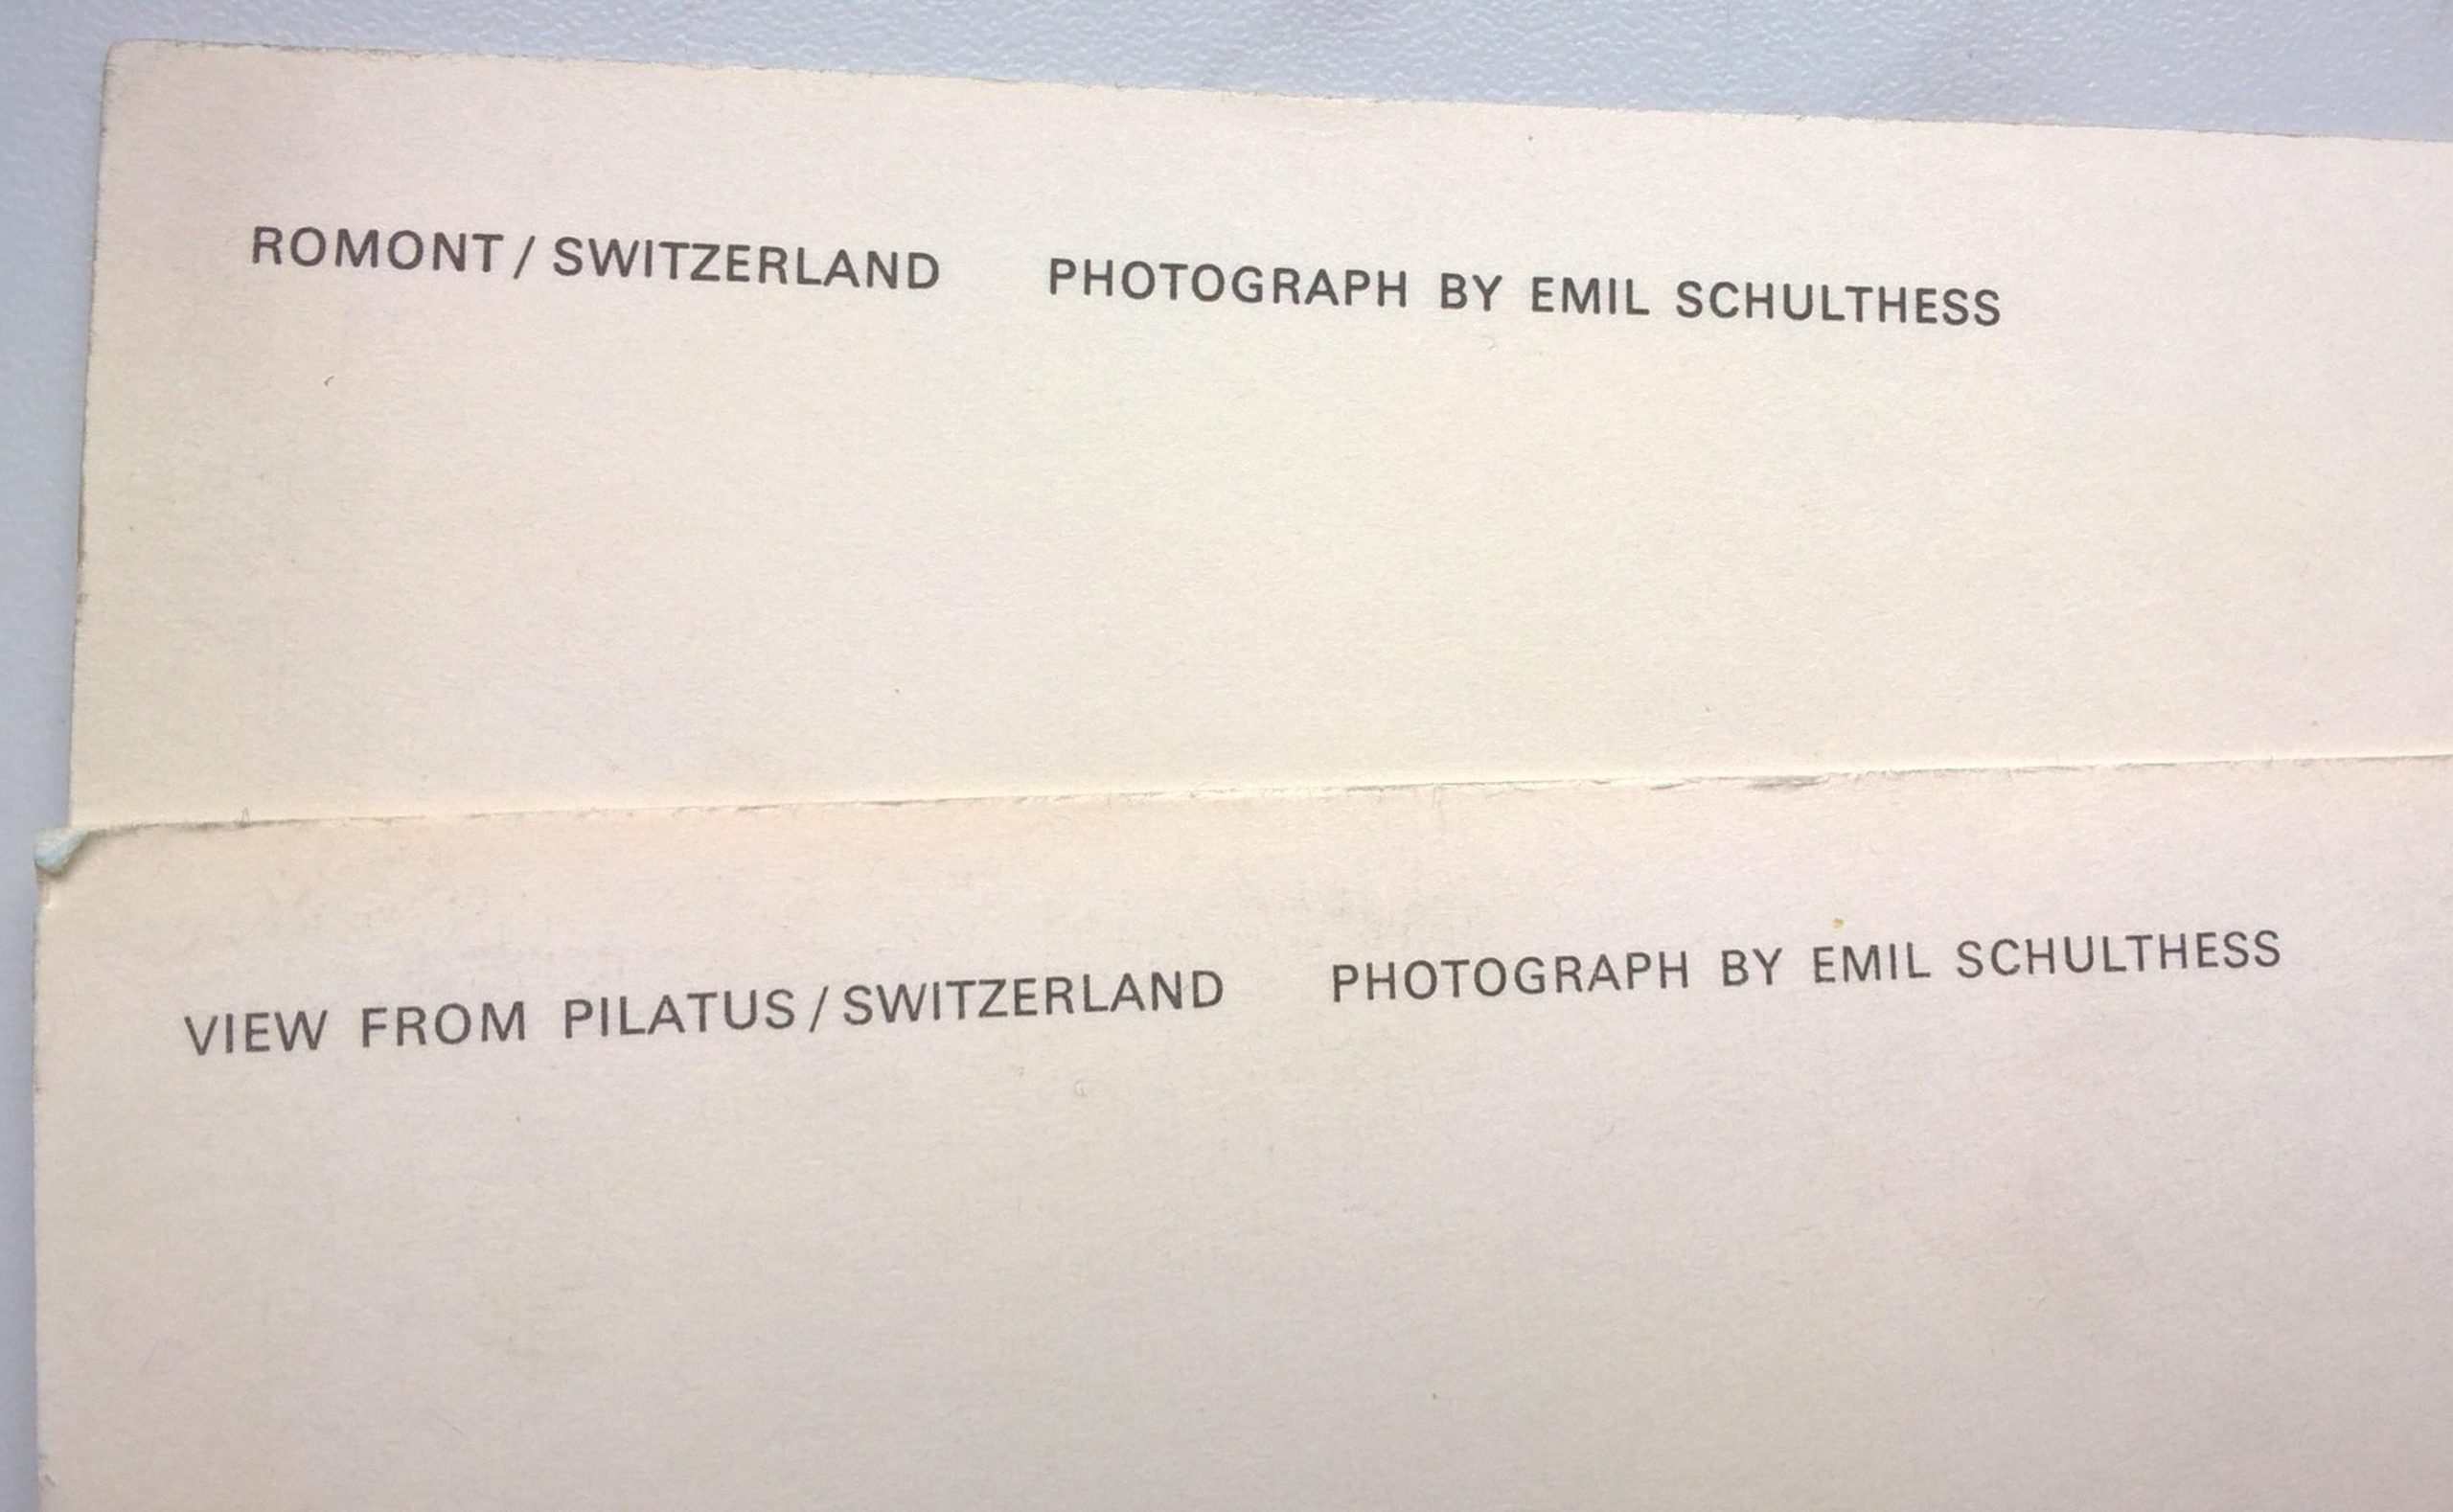 ROMONT / SWITZERLAND PHOTOGRAPH BY EMIL SCHULTHESS
VIEW FROM PILATUS / SWITZERLAND PHOTOGRAPH BY EMIL SCHULTHESS